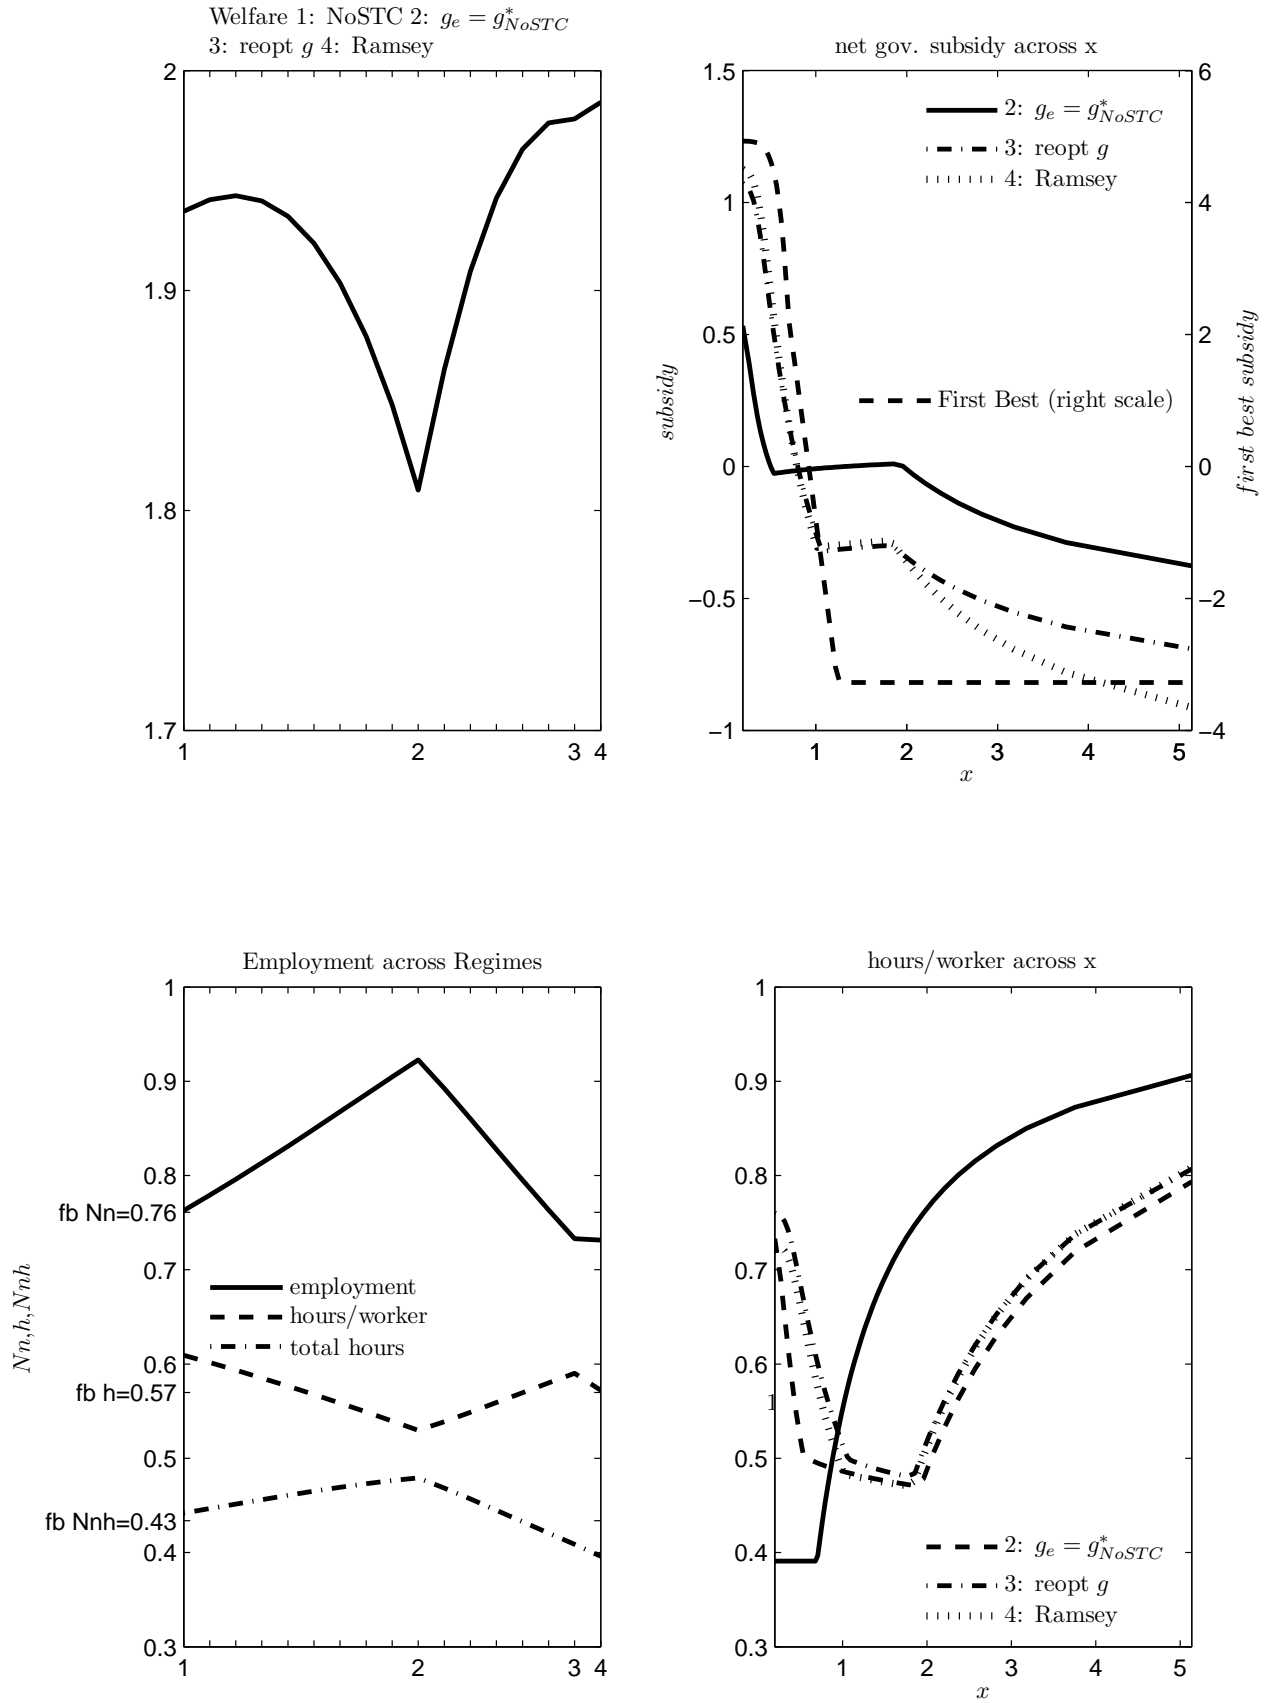 Welfare 1: NoSTC 2: g_e = g*_NoSTC
3: reopt g 4: Ramsey
2
1.9
1.8
1.7
1 2 3 4
net gov. subsidy across x
1.5
1
0.5
0
−0.5
−1
subsidy
2: g_e = g*_NoSTC
3: reopt g
4: Ramsey
First Best (right scale)
6
4
2
0
−2
−4
first best subsidy
1 2 3 4 5
x
Employment across Regimes
1
0.9
0.8
fb Nn=0.76
0.7
0.6
fb h=0.57
0.5
fb Nnh=0.43
0.4
0.3
Nn,h,Nnh
employment
hours/worker
total hours
1 2 3 4
hours/worker across x
1
0.9
0.8
0.7
0.6
0.5
0.4
0.3
2: g_e = g*_NoSTC
3: reopt g
4: Ramsey
1 2 3 4 5
x